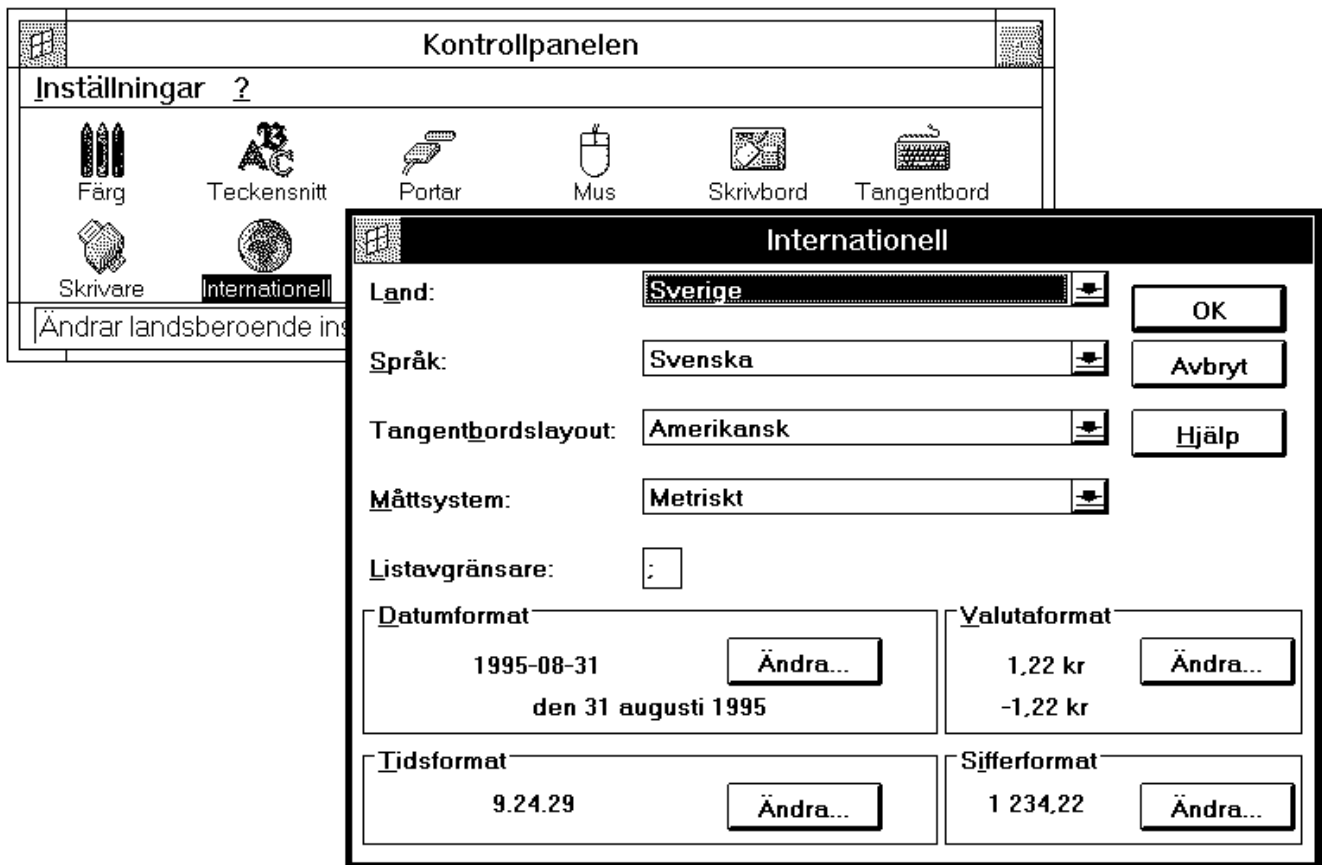 Kontrollpanelen
Inställningar ?
Färg Teckensnitt Portar Mus Skrivbord Tangentbord
Skrivare Internationell
Ändrar landsberoende ins
Internationell
Land: Sverige
OK
Språk: Svenska
Avbryt
Tangentbordslayout: Amerikansk
Hjälp
Måttsystem: Metriskt
Listavgränsare: ;
Datumformat
1995-08-31 Ändra...
den 31 augusti 1995
Valutaformat
1,22 kr Ändra...
-1,22 kr
Tidsformat
9.24.29 Ändra...
Sifferformat
1 234,22 Ändra...